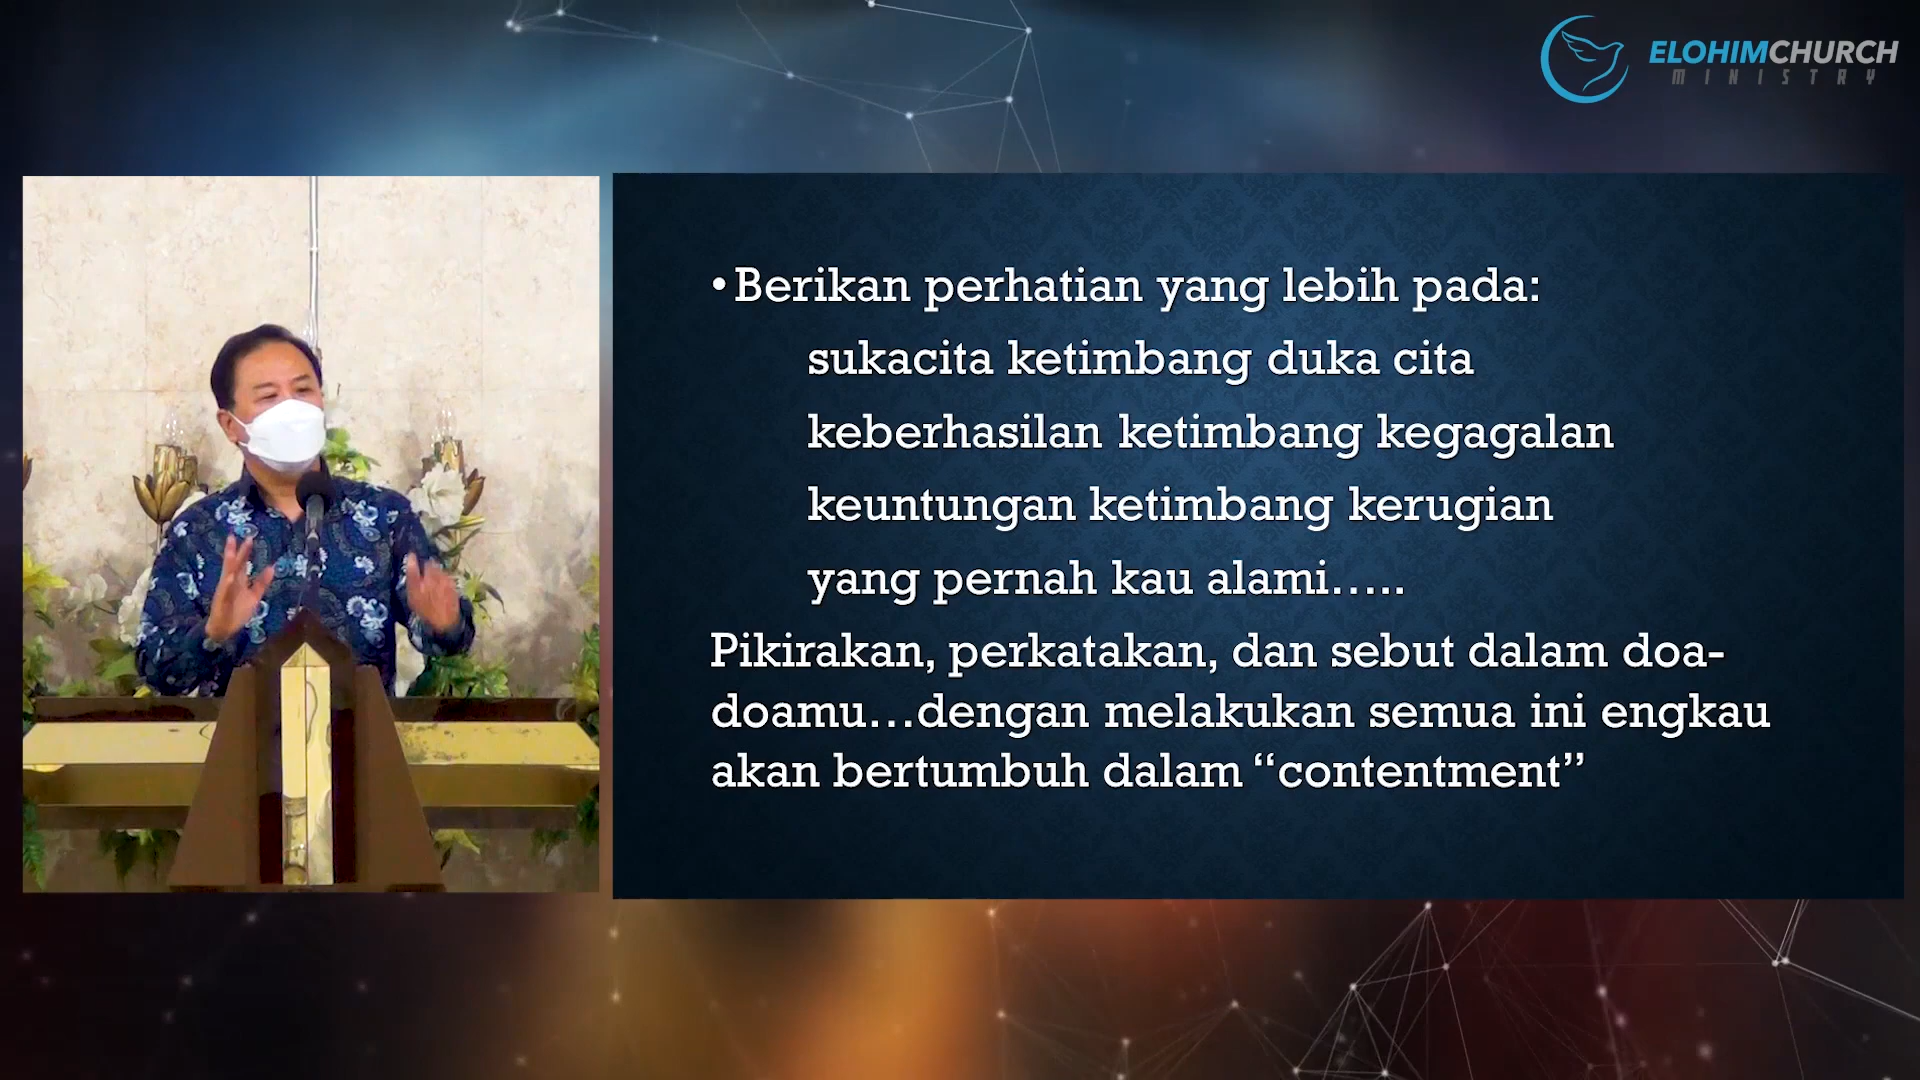 ELOHIMCHURCH
MINISTRY
• Berikan perhatian yang lebih pada:
sukacita ketimbang duka cita
keberhasilan ketimbang kegagalan
keuntungan ketimbang kerugian
yang pernah kau alami…..
Pikirakan, perkatakan, dan sebut dalam doa-
doamu…dengan melakukan semua ini engkau
akan bertumbuh dalam “contentment”